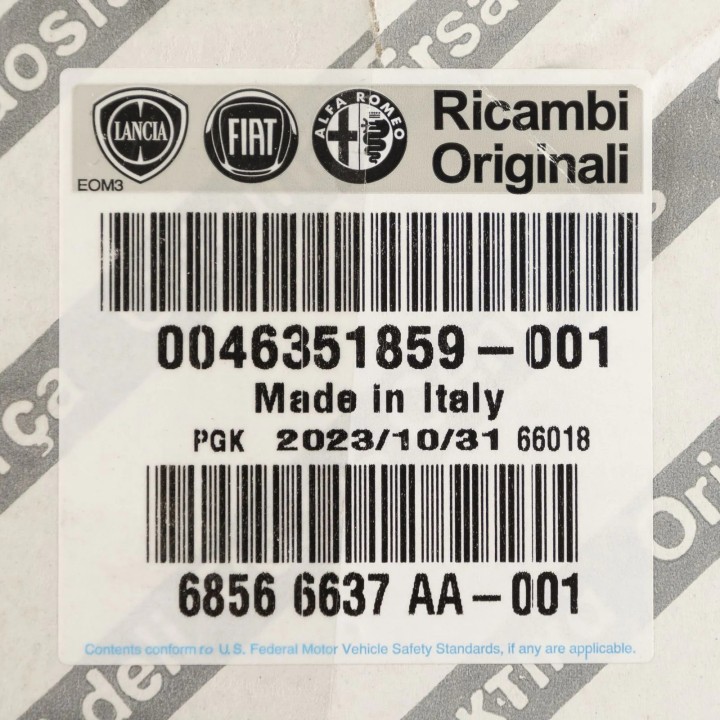 LANCIA FIAT ALFA ROMEO Ricambi
Originali
EOM3
0046351859-001
Made in Italy
PGK 2023/10/31 66018
6856 6637 AA-001
Contents conform to U.S. Federal Motor Vehicle Safety Standards, if any are applicable.